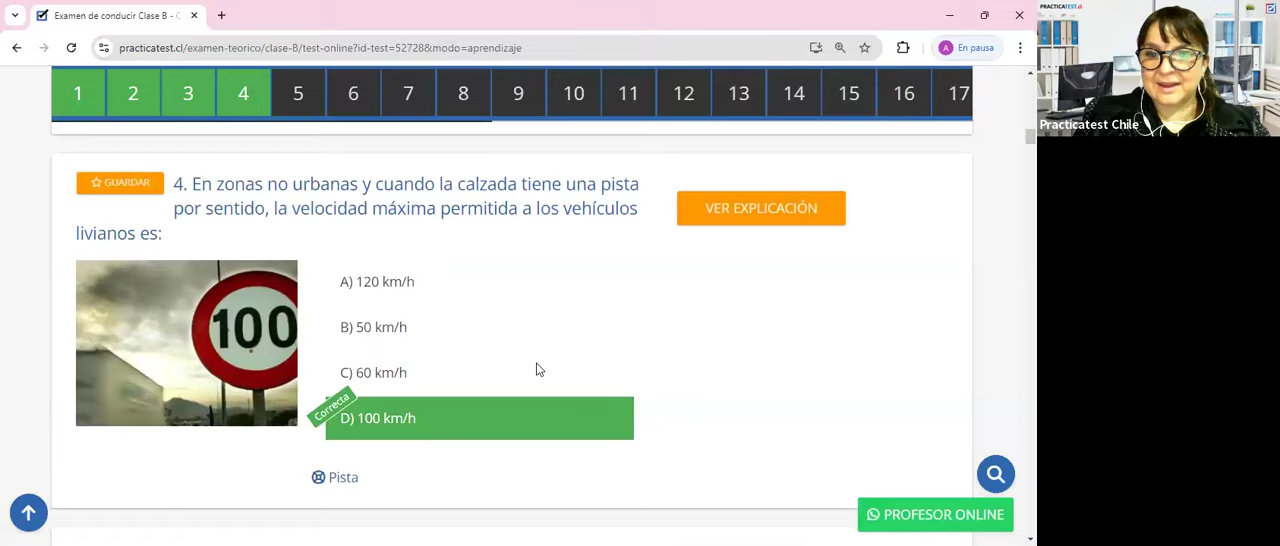 Examen de conducir Clase B - C
practicatest.cl/examen-teorico/clase-B/test-online?id-test=52728&modo=aprendizaje
A En pausa
PRACTICATEST.cl
Practicatest Chile
1 2 3 4 5 6 7 8 9 10 11 12 13 14 15 16 17
GUARDAR
4. En zonas no urbanas y cuando la calzada tiene una pista
por sentido, la velocidad máxima permitida a los vehículos
livianos es:
VER EXPLICACIÓN
100
A) 120 km/h
B) 50 km/h
C) 60 km/h
Correcta
D) 100 km/h
Pista
PROFESOR ONLINE